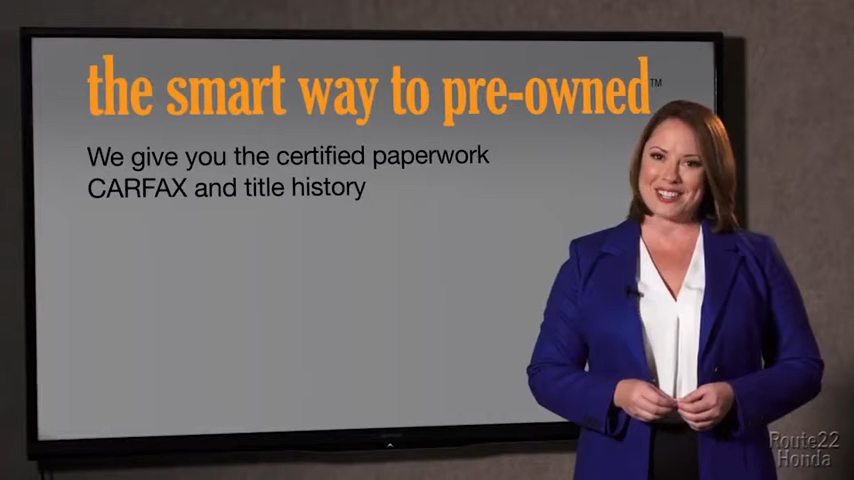 the smart way to pre-owned™
We give you the certified paperwork
CARFAX and title history
Route22
Honda